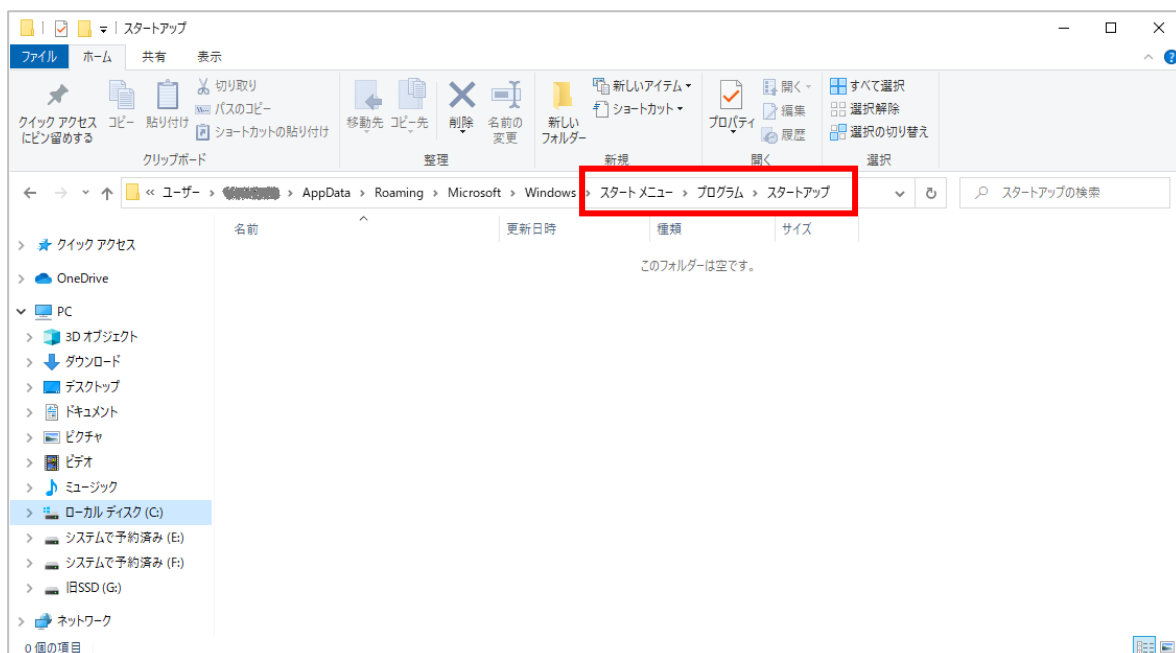 スタートアップ
ファイル ホーム 共有 表示
クイック アクセス
にピン留めする
コピー
貼り付け
切り取り
パスのコピー
ショートカットの貼り付け
クリップボード
移動先
コピー先
削除
名前の
変更
整理
新しい
フォルダー
新しいアイテム
ショートカット
新規
プロパティ
開く
編集
履歴
開く
すべて選択
選択解除
選択の切り替え
選択
« ユーザー › › AppData › Roaming › Microsoft › Windows › スタート メニュー › プログラム › スタートアップ
スタートアップの検索
名前 更新日時 種類 サイズ
このフォルダーは空です。
クイック アクセス
OneDrive
PC
3D オブジェクト
ダウンロード
デスクトップ
ドキュメント
ピクチャ
ビデオ
ミュージック
ローカル ディスク (C:)
システムで予約済み (E:)
システムで予約済み (F:)
旧SSD (G:)
ネットワーク
0 個の項目